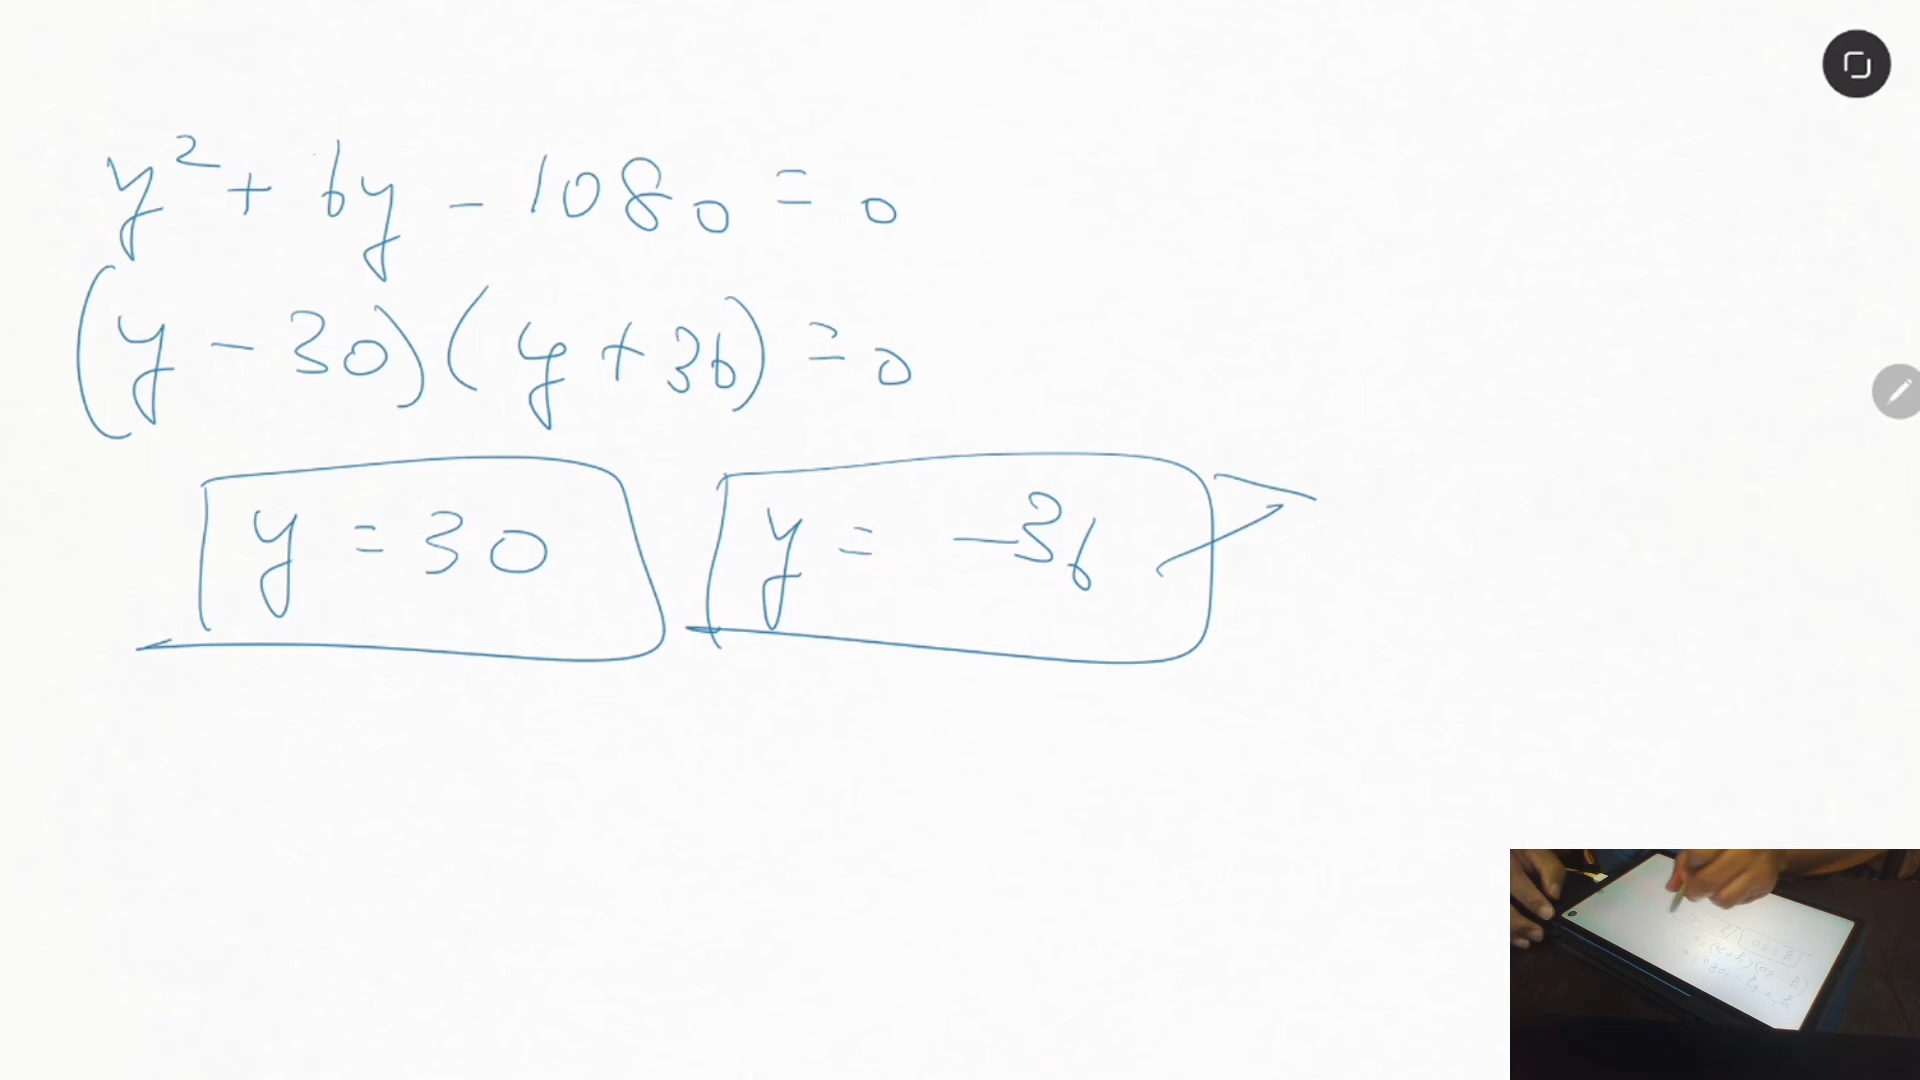 y² + 6y - 1080 = 0
(y - 30)(y + 36) = 0
y = 30 y = -36